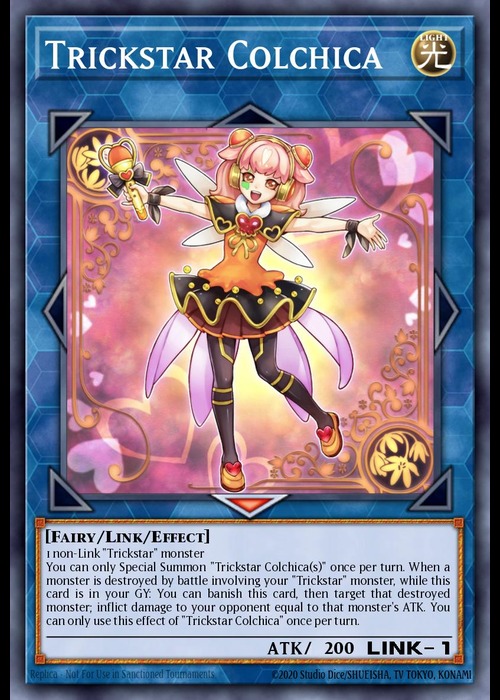 TRICKSTAR COLCHICA
LIGHT
光
[FAIRY/LINK/EFFECT]
1 non-Link "Trickstar" monster
You can only Special Summon "Trickstar Colchica(s)" once per turn. When a
monster is destroyed by battle involving your "Trickstar" monster, while this
card is in your GY: You can banish this card, then target that destroyed
monster; inflict damage to your opponent equal to that monster's ATK. You
can only use this effect of "Trickstar Colchica" once per turn.
ATK/ 200 LINK-1
Replica - Not For Use in Sanctioned Tournaments. ©2020 Studio Dice/SHUEISHA, TV TOKYO, KONAMI